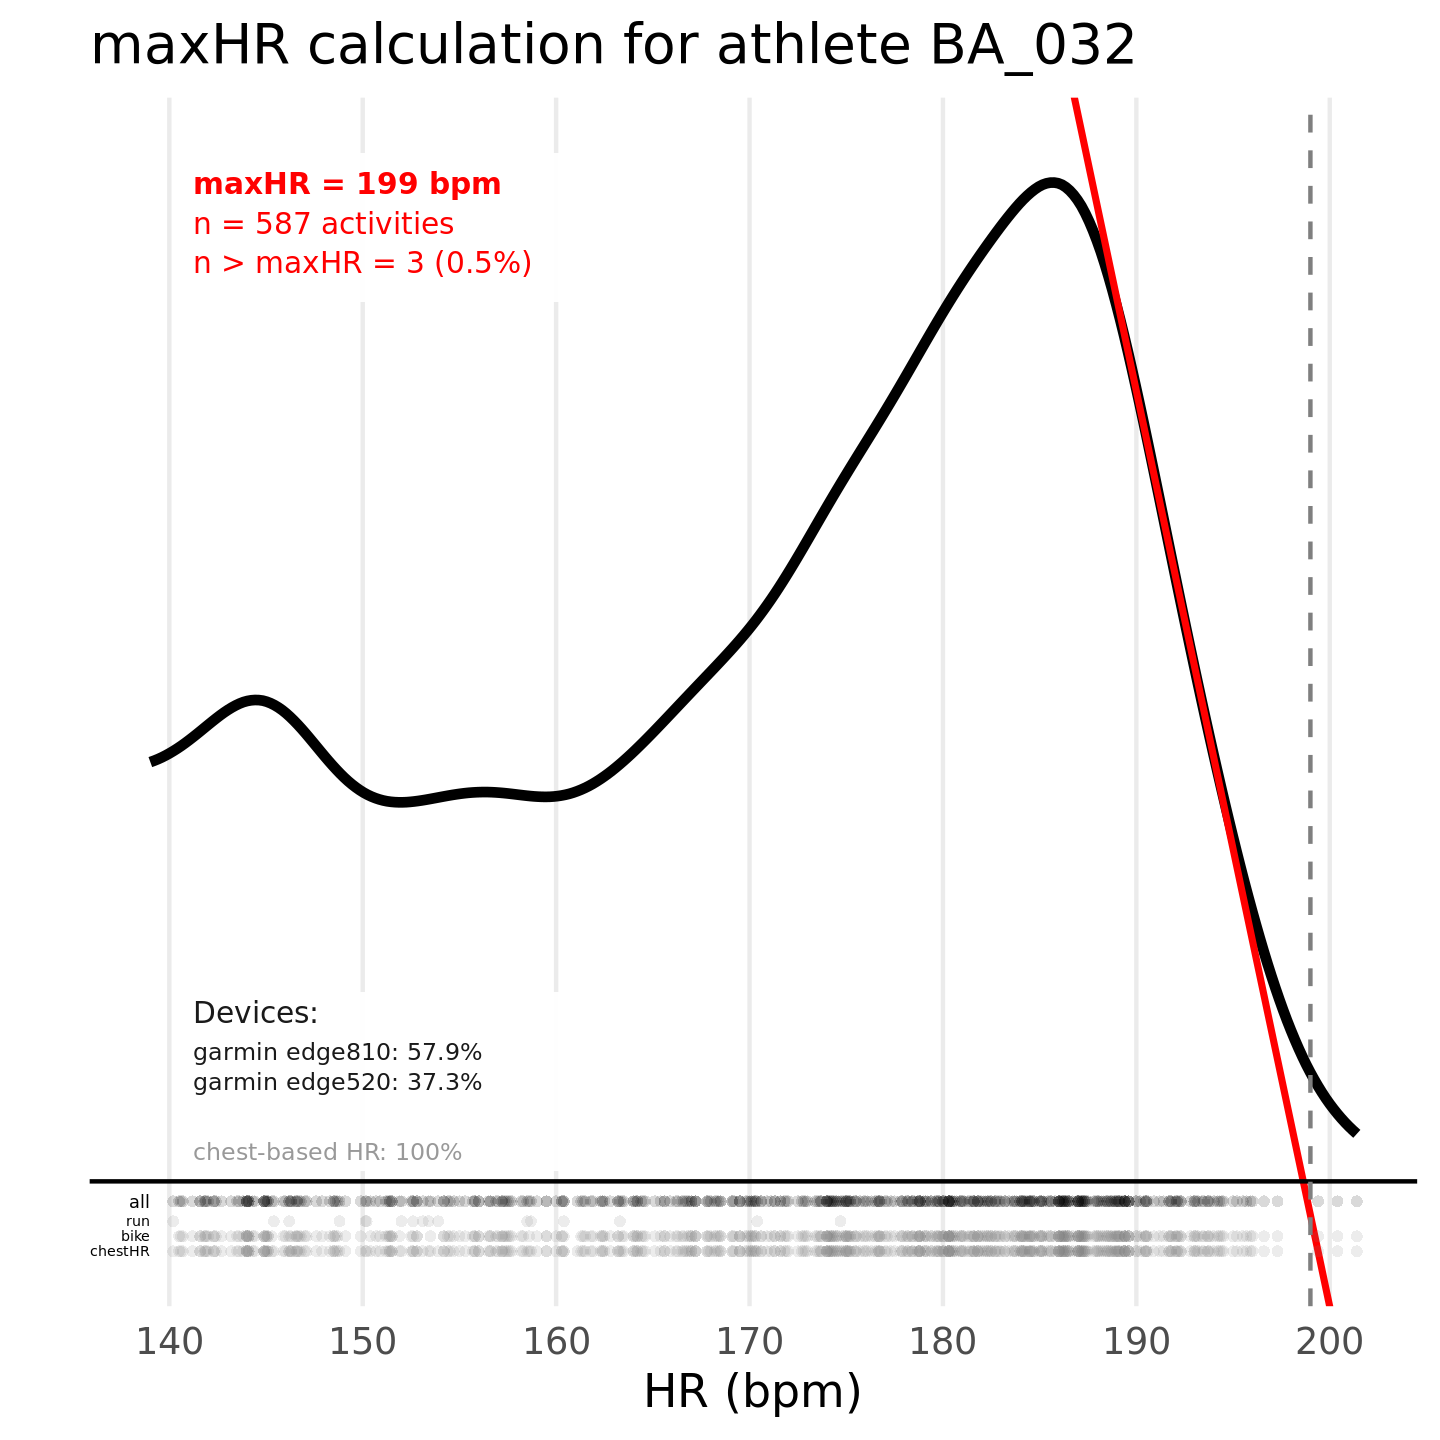 maxHR calculation for athlete BA_032
maxHR = 199 bpm
n = 587 activities
n > maxHR = 3 (0.5%)
Devices:
garmin edge810: 57.9%
garmin edge520: 37.3%
chest-based HR: 100%
all
run
bike
chestHR
140 150 160 170 180 190 200
HR (bpm)